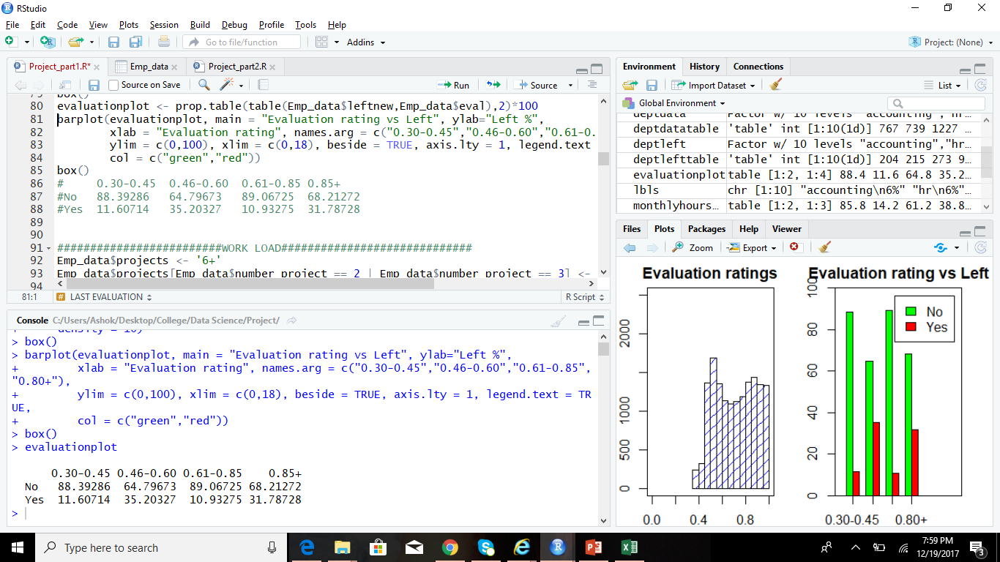 RStudio
File Edit Code View Plots Session Build Debug Profile Tools Help
Go to file/function Addins Project: (None)
Project_part1.R* Emp_data Project_part2.R
Source on Save Run Source
box()
80 evaluationplot <- prop.table(table(Emp_data$leftnew,Emp_data$eval),2)*100
81 barplot(evaluationplot, main = "Evaluation rating vs Left", ylab="Left %",
82 xlab = "Evaluation rating", names.arg = c("0.30-0.45","0.46-0.60","0.61-0.
83 ylim = c(0,100), xlim = c(0,18), beside = TRUE, axis.lty = 1, legend.text
84 col = c("green","red"))
85 box()
86 # 0.30-0.45 0.46-0.60 0.61-0.85 0.85+
87 #No 88.39286 64.79673 89.06725 68.21272
88 #Yes 11.60714 35.20327 10.93275 31.78728
89
90
91 #########################WORK LOAD#############################
92 Emp_data$projects <- '6+'
93 Emp_data$projects[Emp_data$number_project == 2 | Emp_data$number_project == 3] <-
94
81:1 # LAST EVALUATION R Script
Console C:/Users/Ashok/Desktop/College/Data Science/Project/
+ density = 10)
> box()
> barplot(evaluationplot, main = "Evaluation rating vs Left", ylab="Left %",
+ xlab = "Evaluation rating", names.arg = c("0.30-0.45","0.46-0.60","0.61-0.85",
"0.80+"),
+ ylim = c(0,100), xlim = c(0,18), beside = TRUE, axis.lty = 1, legend.text = TR
UE,
+ col = c("green","red"))
> box()
> evaluationplot
0.30-0.45 0.46-0.60 0.61-0.85 0.85+
No 88.39286 64.79673 89.06725 68.21272
Yes 11.60714 35.20327 10.93275 31.78728
>
Environment History Connections
Import Dataset List
Global Environment
deptdata Factor w/ 10 levels "accounting","hr…
deptdatatable 'table' int [1:10(1d)] 767 739 1227 …
deptleft Factor w/ 10 levels "accounting","hr…
deptlefttable 'table' int [1:10(1d)] 204 215 273 9…
evaluationplot table [1:2, 1:4] 88.4 11.6 64.8 35.2…
lbls chr [1:10] "accounting\n6%" "hr\n6%"…
monthlyhours… table [1:2, 1:3] 85.8 14.2 61.2 38.8…
Files Plots Packages Help Viewer
Zoom Export
Evaluation ratings
2000
1000
500
0
0.0 0.4 0.8
Evaluation rating vs Left
100
80
60
40
20
0
No
Yes
0.30-0.45 0.80+
Type here to search
7:59 PM
12/19/2017
3